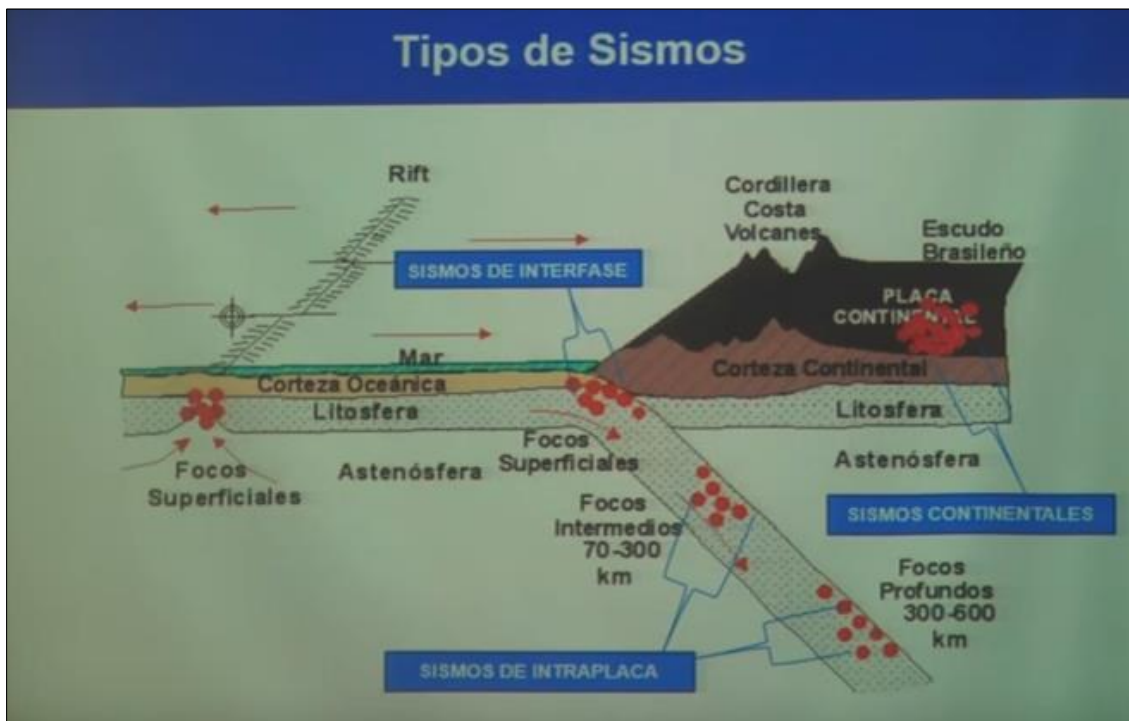 Tipos de Sismos
Rift
Cordillera
Costa
Volcanes
Escudo
Brasileño
SISMOS DE INTERFASE
PLACA
CONTINENTAL
Mar
Corteza Oceánica
Corteza Continental
Litosfera
Litosfera
Focos
Superficiales
Astenósfera
Focos
Superficiales
Astenósfera
Focos
Intermedios
70-300
km
SISMOS CONTINENTALES
Focos
Profundos
300-600
km
SISMOS DE INTRAPLACA